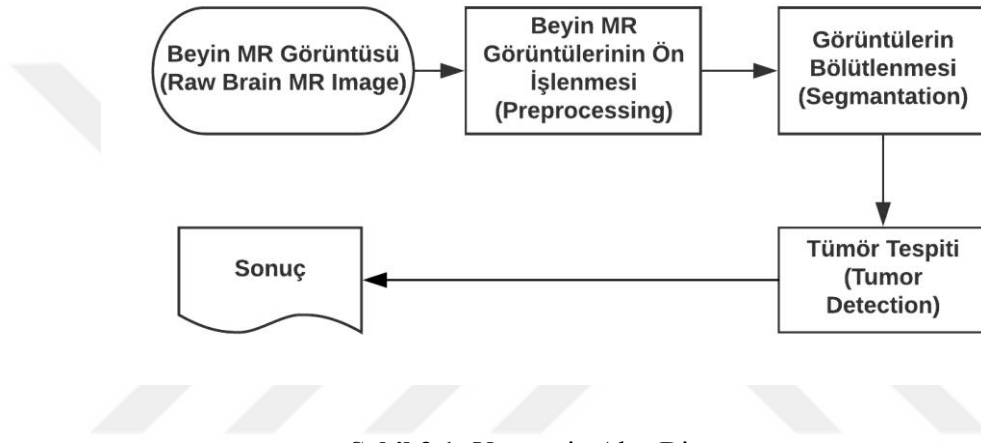 Beyin MR Görüntüsü
(Raw Brain MR Image)
Beyin MR
Görüntülerinin Ön
İşlenmesi
(Preprocessing)
Görüntülerin
Bölütlenmesi
(Segmantation)
Tümör Tespiti
(Tumor
Detection)
Sonuç